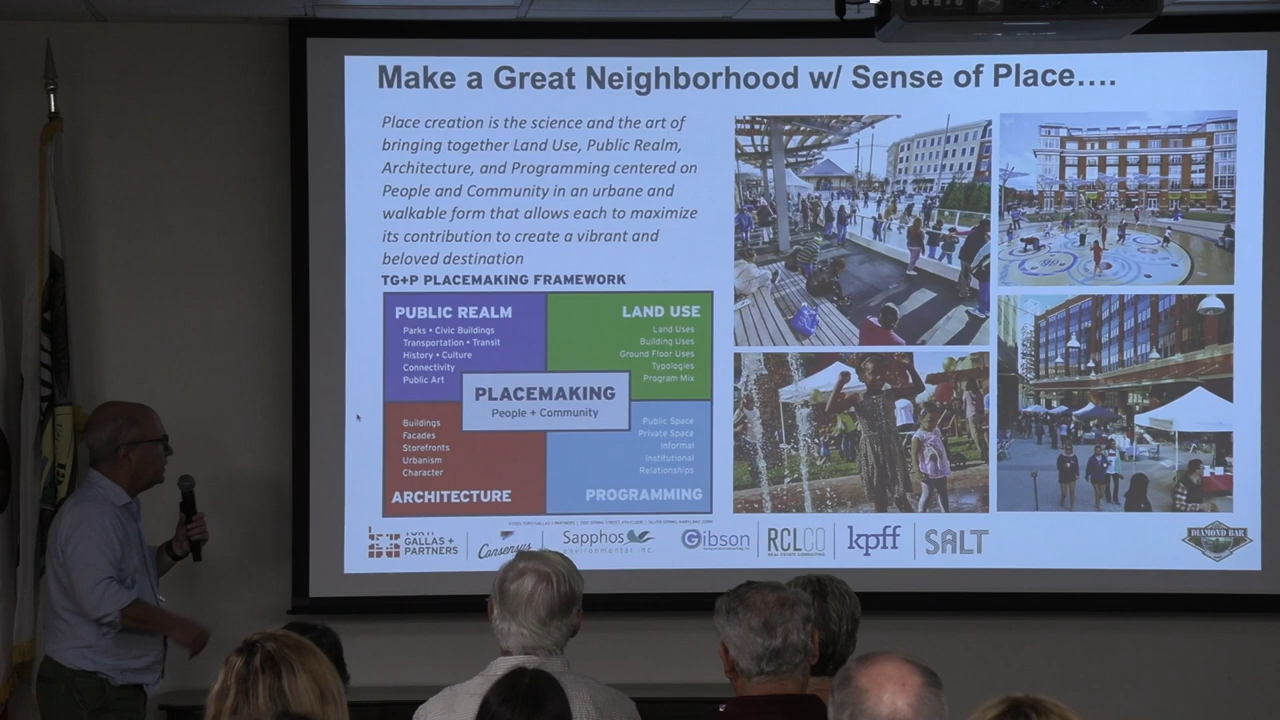 Make a Great Neighborhood w/ Sense of Place....
Place creation is the science and the art of
bringing together Land Use, Public Realm,
Architecture, and Programming centered on
People and Community in an urbane and
walkable form that allows each to maximize
its contribution to create a vibrant and
beloved destination
TG+P PLACEMAKING FRAMEWORK
PUBLIC REALM
Parks • Civic Buildings
Transportation • Transit
History • Culture
Connectivity
Public Art
LAND USE
Land Uses
Building Uses
Ground Floor Uses
Typologies
Program Mix
PLACEMAKING
People + Community
Buildings
Facades
Storefronts
Urbanism
Character
ARCHITECTURE
Public Space
Private Space
Informal
Institutional
Relationships
PROGRAMMING
TORTI
GALLAS +
PARTNERS
Consensus
Sapphos
environmental inc.
Gibson
RCLCO
REAL ESTATE CONSULTING
kpff
SALT
DIAMOND BAR